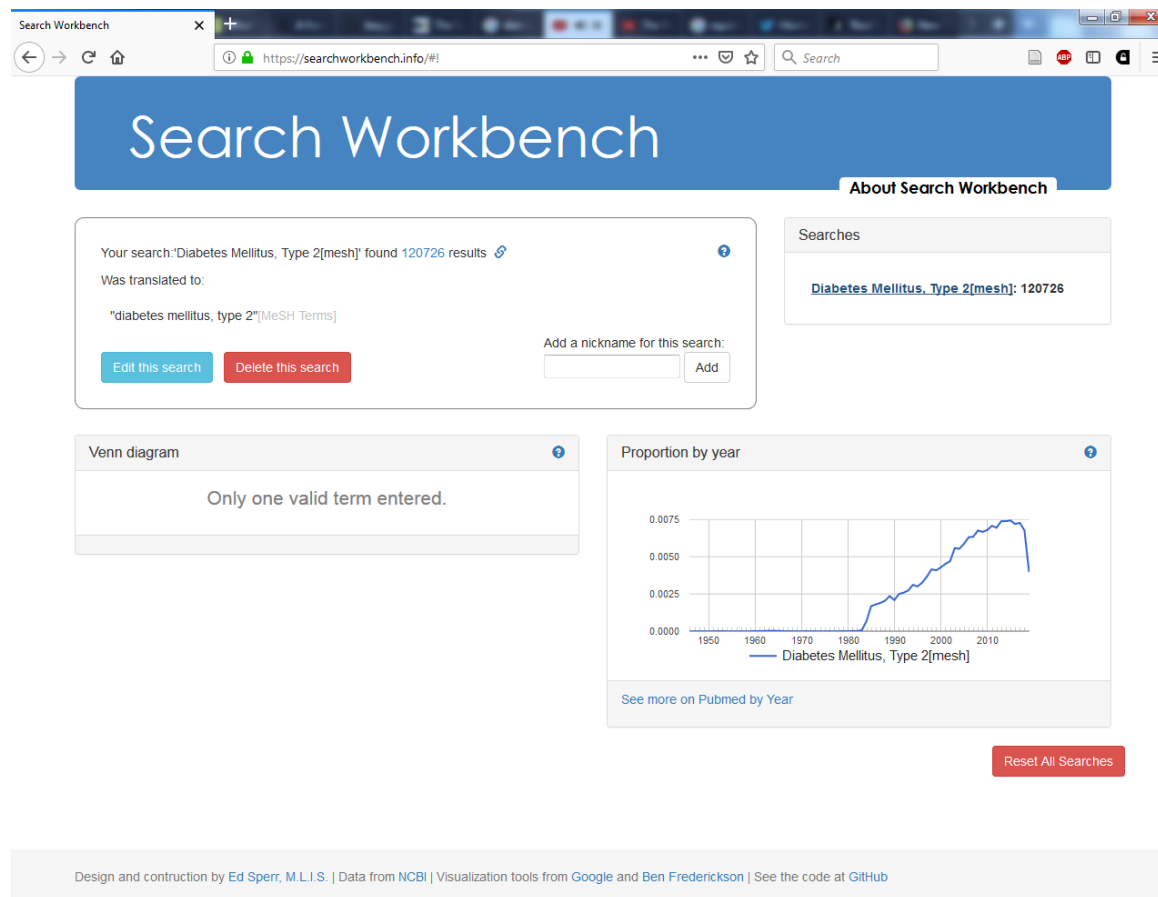 Search Workbench
https://searchworkbench.info/#!
Search
Search Workbench
About Search Workbench
Your search:'Diabetes Mellitus, Type 2[mesh]' found 120726 results
Was translated to:
"diabetes mellitus, type 2"[MeSH Terms]
Add a nickname for this search:
Edit this search
Delete this search
Add
Searches
Diabetes Mellitus, Type 2[mesh]: 120726
Venn diagram
Only one valid term entered.
Proportion by year
0.0075
0.0050
0.0025
0.0000
1950 1960 1970 1980 1990 2000 2010
Diabetes Mellitus, Type 2[mesh]
See more on Pubmed by Year
Reset All Searches
Design and contruction by Ed Sperr, M.L.I.S. | Data from NCBI | Visualization tools from Google and Ben Frederickson | See the code at GitHub